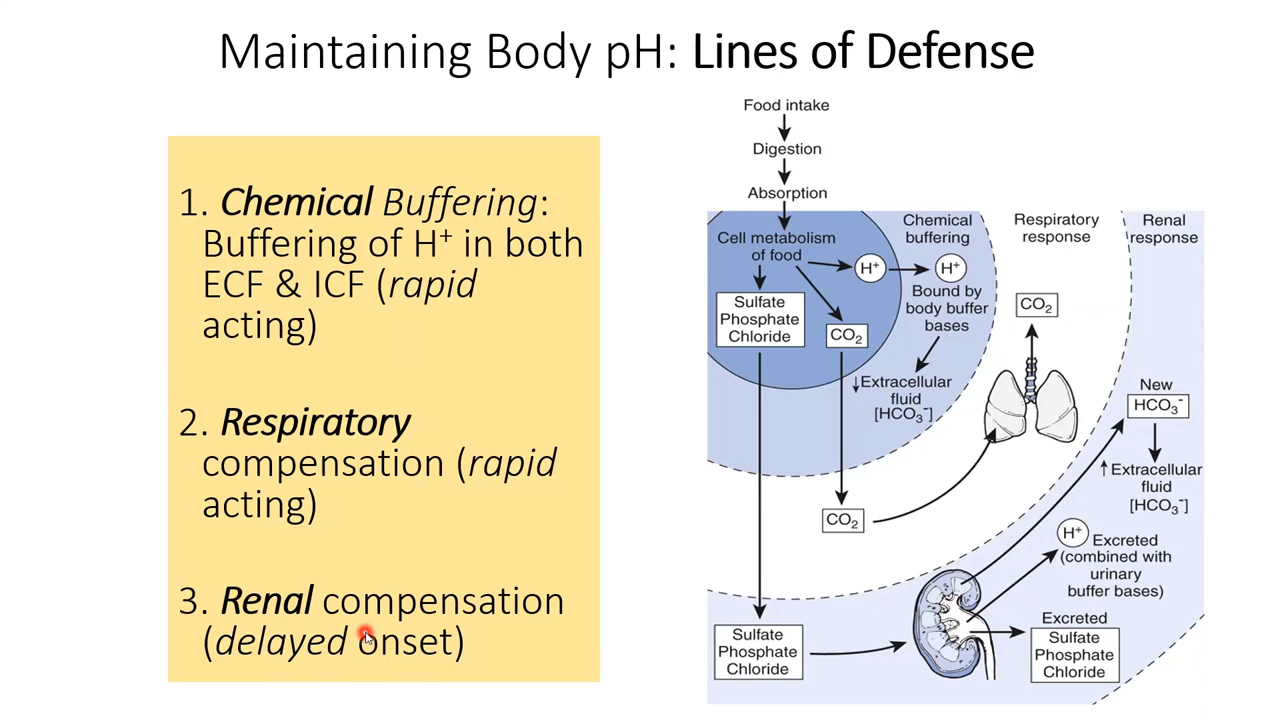 Maintaining Body pH: Lines of Defense
1. Chemical Buffering:
Buffering of H⁺ in both
ECF & ICF (rapid
acting)
2. Respiratory
compensation (rapid
acting)
3. Renal compensation
(delayed onset)
Food intake
Digestion
Absorption
Cell metabolism
of food
H⁺
Sulfate
Phosphate
Chloride
CO₂
Chemical
buffering
H⁺
Bound by
body buffer
bases
↓Extracellular
fluid
[HCO₃⁻]
Respiratory
response
CO₂
Renal
response
New
HCO₃⁻
↑Extracellular
fluid
[HCO₃⁻]
CO₂
H⁺
Excreted
(combined with
urinary
buffer bases)
Sulfate
Phosphate
Chloride
Excreted
Sulfate
Phosphate
Chloride